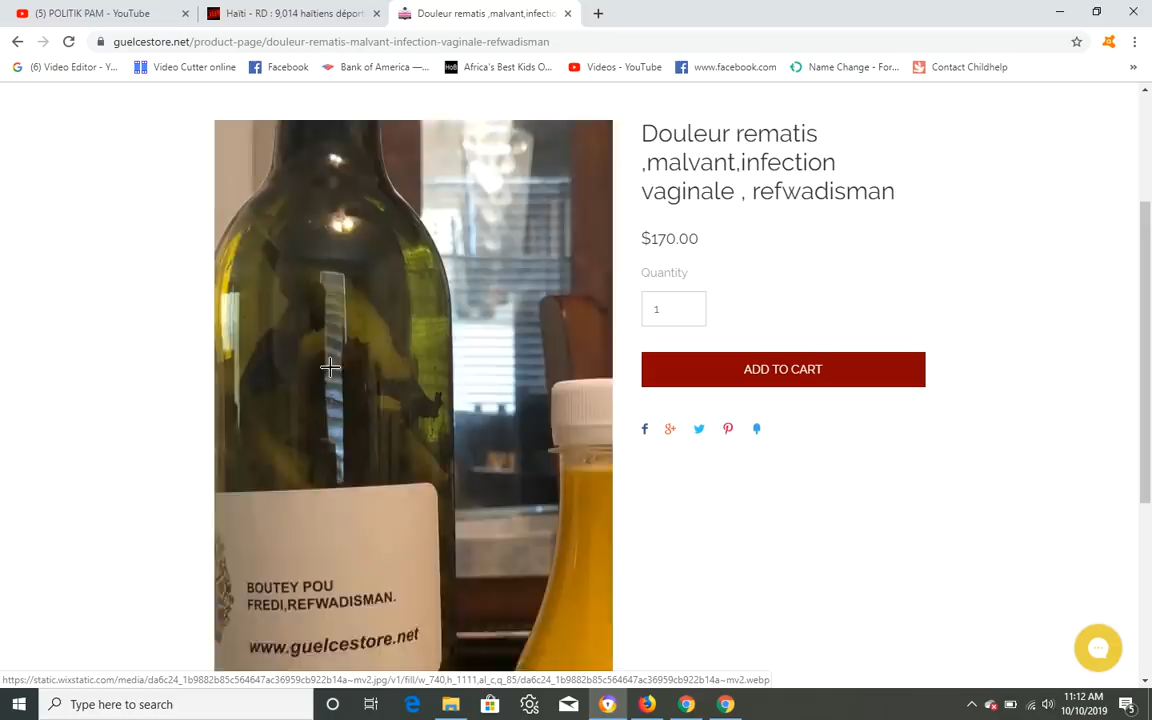 (5) POLITIK PAM - YouTube
Haïti - RD : 9,014 haïtiens déport
Douleur rematis ,malvant,infectio
guelcestore.net/product-page/douleur-rematis-malvant-infection-vaginale-refwadisman
(6) Video Editor - Y...
Video Cutter online
Facebook
Bank of America —...
HoB
Africa's Best Kids O...
Videos - YouTube
www.facebook.com
Name Change - For...
Contact Childhelp
Douleur rematis
,malvant,infection
vaginale , refwadisman
$170.00
Quantity
1
ADD TO CART
BOUTEY POU
FREDI,REFWADISMAN.
www.guelcestore.net
https://static.wixstatic.com/media/da6c24_1b9882b85c564647ac36959cb922b14a~mv2.jpg/v1/fill/w_740,h_1111,al_c,q_85/da6c24_1b9882b85c564647ac36959cb922b14a~mv2.webp
Type here to search
11:12 AM
10/10/2019
5